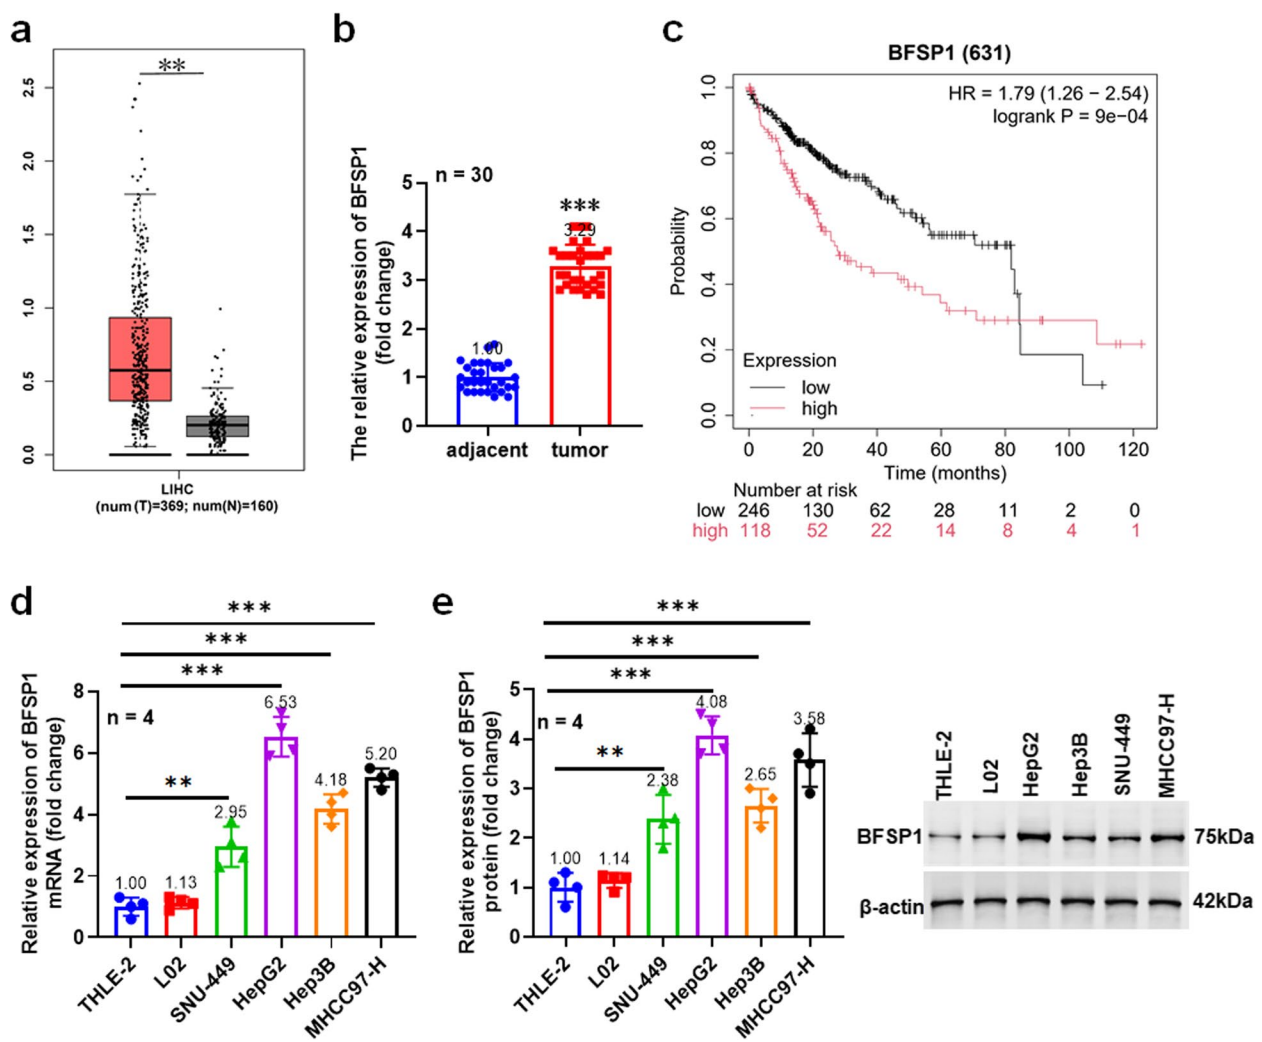 a
**
2.5
2.0
1.5
1.0
0.5
0.0
LIHC
(num(T)=369; num(N)=160)
b
The relative expression of BFSP1
(fold change)
n = 30
***
3.29
1.00
5
4
3
2
1
0
adjacent tumor
c
BFSP1 (631)
HR = 1.79 (1.26 − 2.54)
logrank P = 9e−04
Probability
1.0
0.8
0.6
0.4
0.2
0.0
Expression
low
high
0 20 40 60 80 100 120
Time (months)
Number at risk
low 246 130 62 28 11 2 0
high 118 52 22 14 8 4 1
d
***
***
***
**
Relative expression of BFSP1
mRNA (fold change)
n = 4
8
6
4
2
0
1.00 1.13 2.95 6.53 4.18 5.20
THLE-2 L02 SNU-449 HepG2 Hep3B MHCC97-H
e
***
***
***
**
Relative expression of BFSP1
protein (fold change)
n = 4
5
4
3
2
1
0
1.00 1.14 2.38 4.08 2.65 3.58
THLE-2 L02 SNU-449 HepG2 Hep3B MHCC97-H
THLE-2 L02 HepG2 Hep3B SNU-449 MHCC97-H
BFSP1 75kDa
β-actin 42kDa